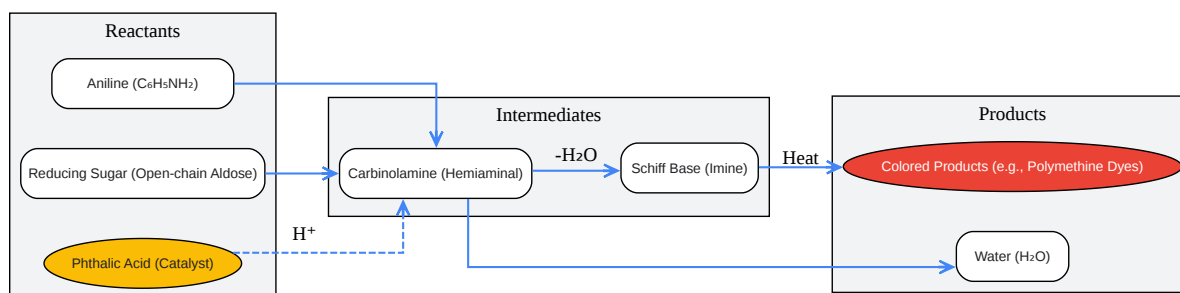 Reactants
Aniline (C₆H₅NH₂)
Intermediates
Products
-H₂O
Heat
Reducing Sugar (Open-chain Aldose)
Carbinolamine (Hemiaminal)
Schiff Base (Imine)
Colored Products (e.g., Polymethine Dyes)
H⁺
Phthalic Acid (Catalyst)
Water (H₂O)